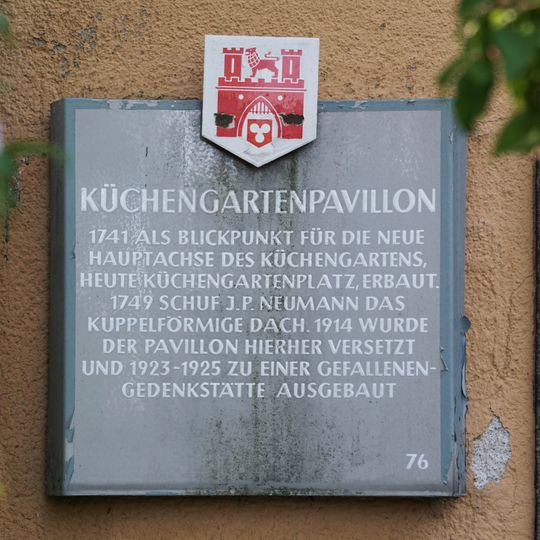 KÜCHENGARTENPAVILLON
1741 ALS BLICKPUNKT FÜR DIE NEUE
HAUPTACHSE DES KÜCHENGARTENS,
HEUTE KÜCHENGARTENPLATZ, ERBAUT.
1749 SCHUF J.P. NEUMANN DAS
KUPPELFÖRMIGE DACH. 1914 WURDE
DER PAVILLON HIERHER VERSETZT
UND 1923-1925 ZU EINER GEFALLENEN-
GEDENKSTÄTTE AUSGEBAUT
76